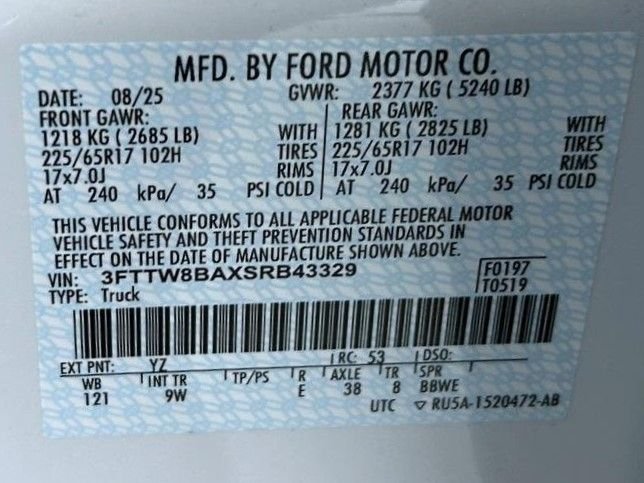 MFD. BY FORD MOTOR CO.
DATE: 08/25 GVWR: 2377 KG ( 5240 LB)
FRONT GAWR: REAR GAWR:
1218 KG ( 2685 LB) WITH 1281 KG ( 2825 LB) WITH
225/65R17 102H TIRES 225/65R17 102H TIRES
17x7.0J RIMS 17x7.0J RIMS
AT 240 kPa/ 35 PSI COLD AT 240 kPa/ 35 PSI COLD
THIS VEHICLE CONFORMS TO ALL APPLICABLE FEDERAL MOTOR
VEHICLE SAFETY AND THEFT PREVENTION STANDARDS IN
EFFECT ON THE DATE OF MANUFACTURE SHOWN ABOVE.
VIN: 3FTTW8BAXSRB43329 F0197
TYPE: Truck T0519
EXT PNT: YZ RC: 53 DSO:
WB INT TR TP/PS R AXLE TR SPR
121 9W E 38 8 BBWE
UTC ▽ RU5A-1520472-AB